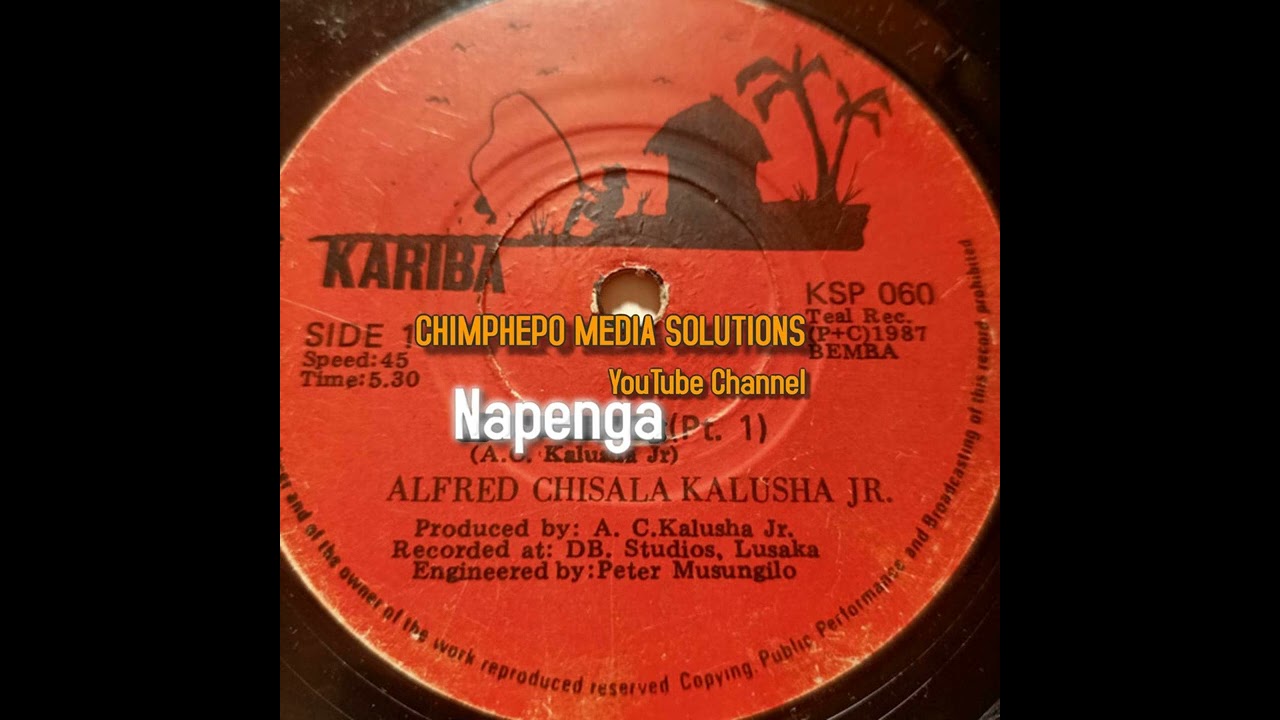 KARIBA
KSP 060
Teal Rec.
(P+C)1987
BEMBA
SIDE 1
Speed:45
Time:5.30
CHIMPHEPO MEDIA SOLUTIONS
YouTube Channel
Napenga
(Pt. 1)
(A.C. Kalusha Jr)
ALFRED CHISALA KALUSHA JR.
Produced by: A. C.Kalusha Jr.
Recorded at: DB. Studios, Lusaka
Engineered by:Peter Musungilo
and of the owner of the work reproduced reserved Copying, Public Performance and Broadcasting of this record prohibited